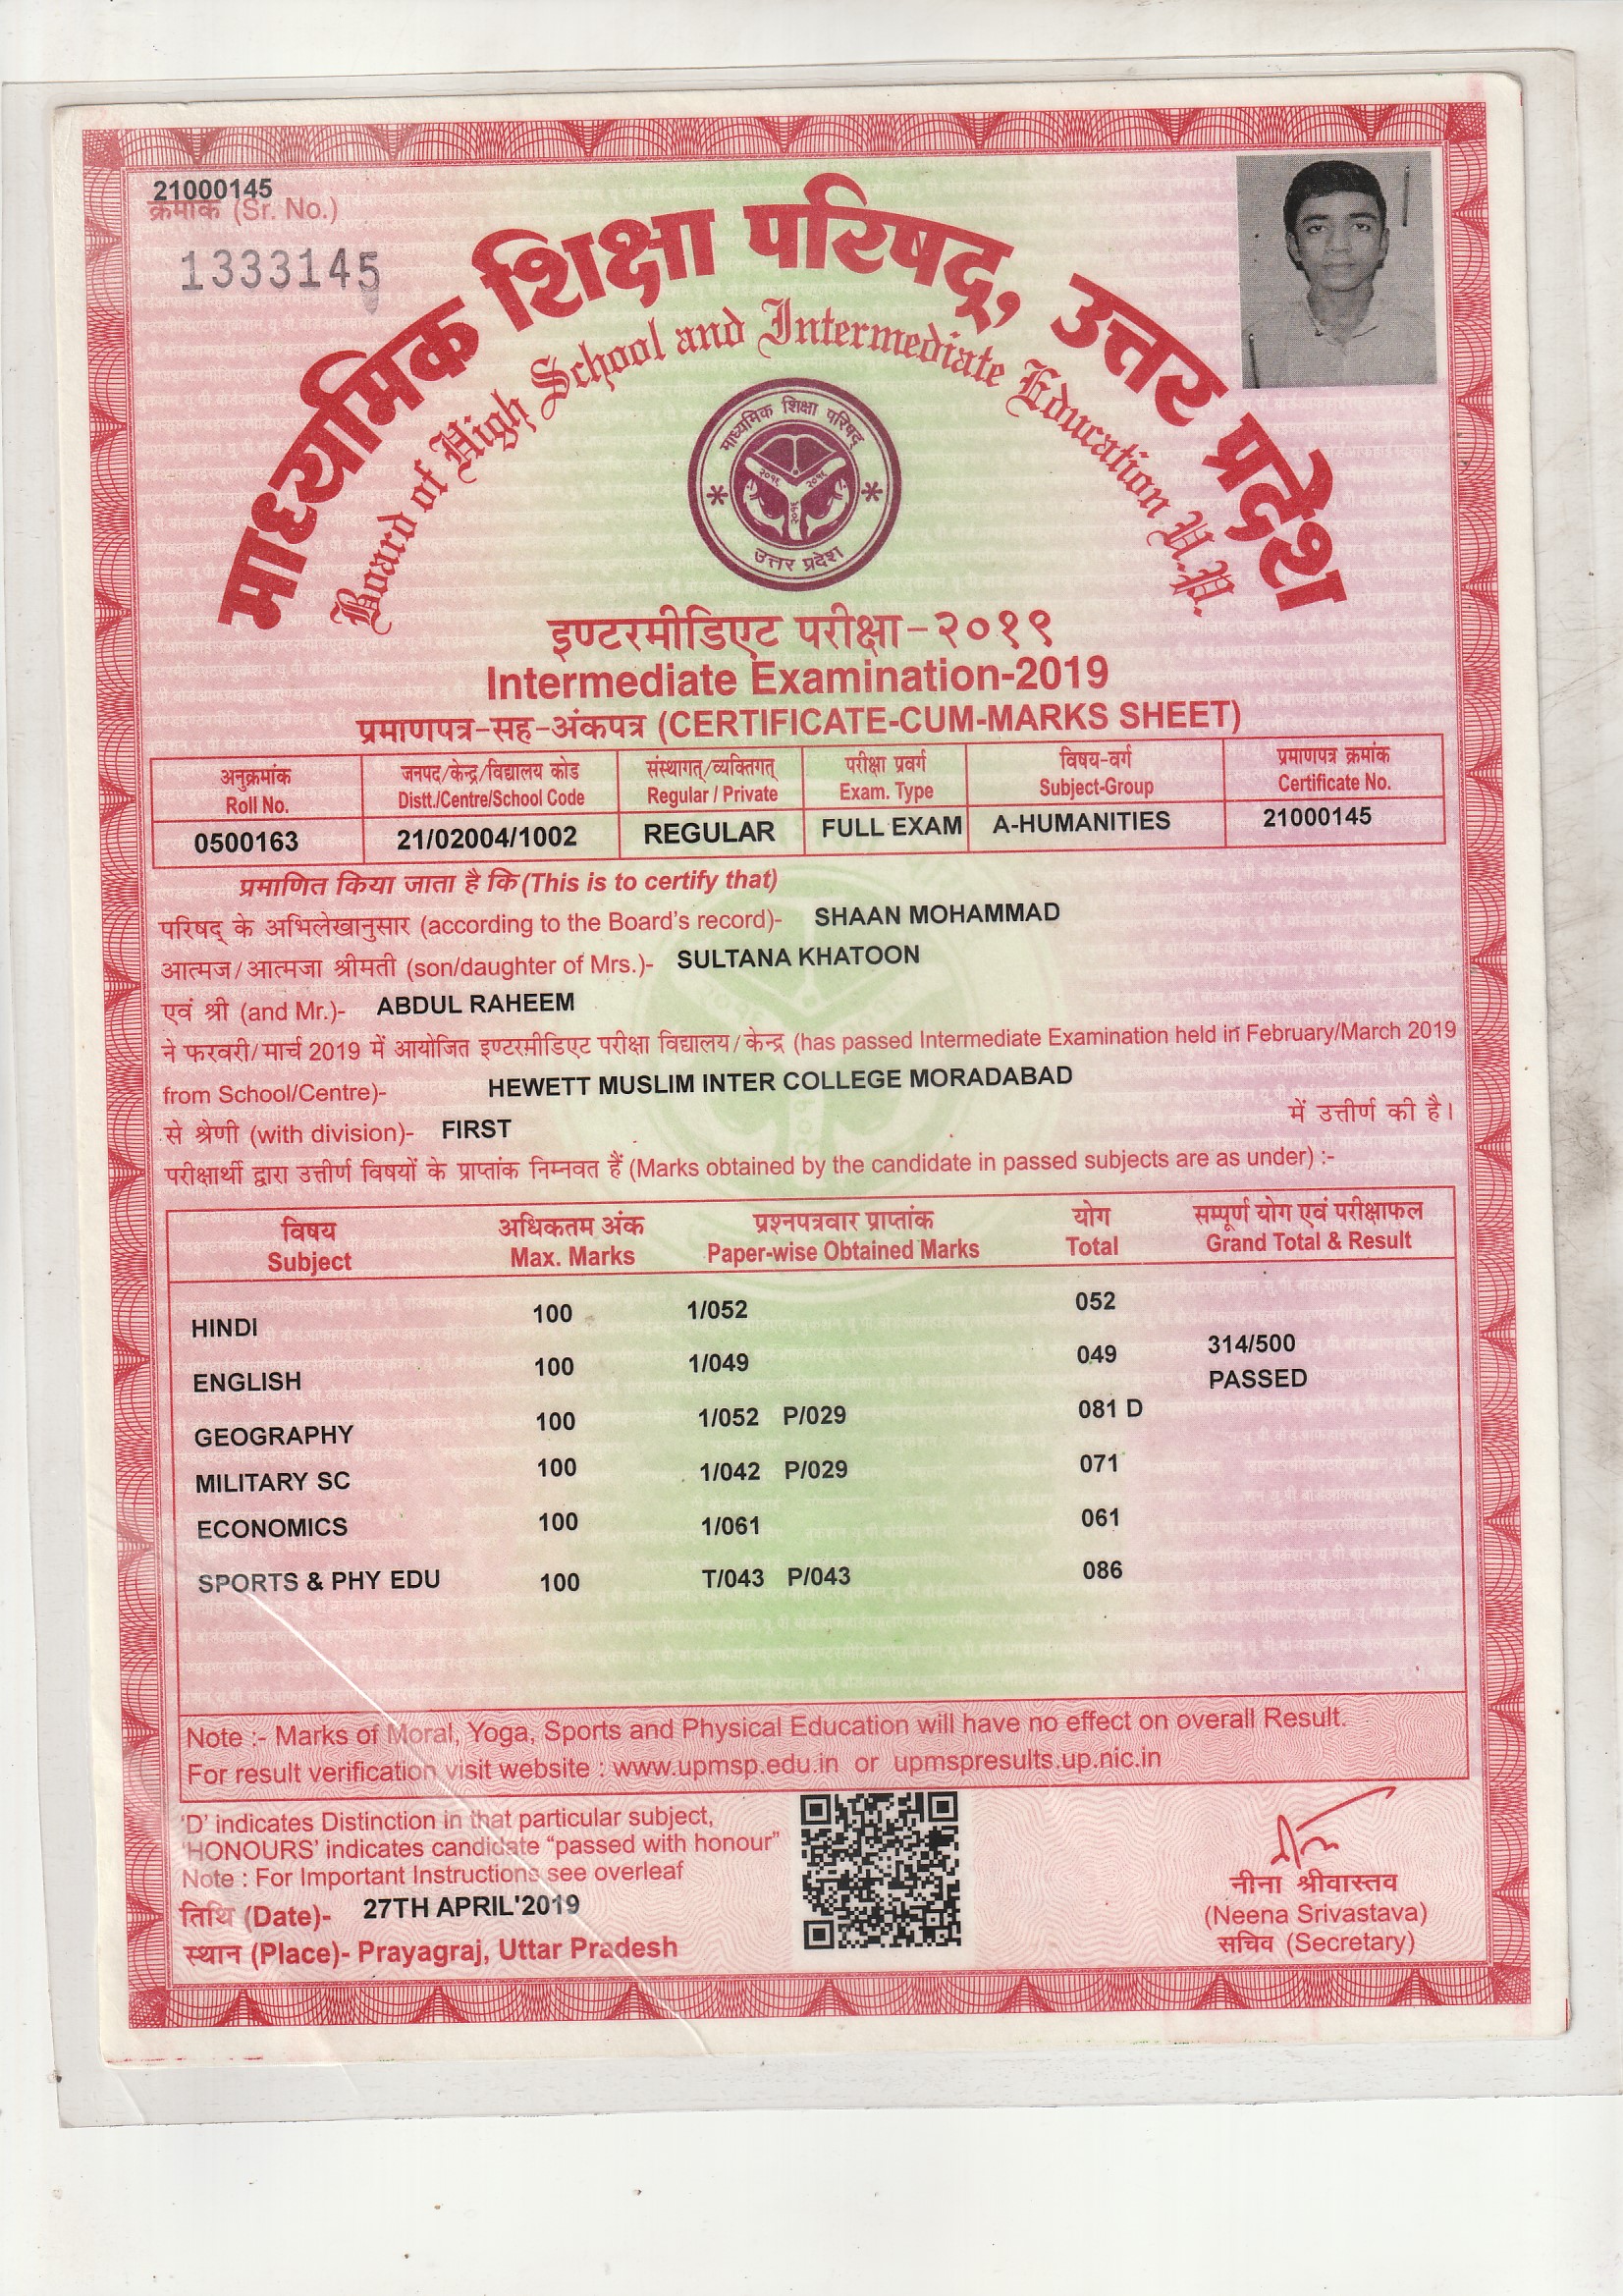 21000145
क्रमांक (Sr. No.)
1333145
माध्यमिक शिक्षा परिषद्, उत्तर प्रदेश
Board of High School and Intermediate Education U.P.
माध्यमिक शिक्षा परिषद
२०१६ २०१६
२०१६
उत्तर प्रदेश
इण्टरमीडिएट परीक्षा-२०१९
Intermediate Examination-2019
प्रमाणपत्र-सह-अंकपत्र (CERTIFICATE-CUM-MARKS SHEET)
अनुक्रमांक जनपद/केन्द्र/विद्यालय कोड संस्थागत्/व्यक्तिगत् परीक्षा प्रवर्ग विषय-वर्ग प्रमाणपत्र क्रमांक
Roll No. Distt./Centre/School Code Regular / Private Exam. Type Subject-Group Certificate No.
0500163 21/02004/1002 REGULAR FULL EXAM A-HUMANITIES 21000145
प्रमाणित किया जाता है कि (This is to certify that)
परिषद् के अभिलेखानुसार (according to the Board's record)- SHAAN MOHAMMAD
आत्मज/आत्मजा श्रीमती (son/daughter of Mrs.)- SULTANA KHATOON
एवं श्री (and Mr.)- ABDUL RAHEEM
ने फरवरी/मार्च 2019 में आयोजित इण्टरमीडिएट परीक्षा विद्यालय/केन्द्र (has passed Intermediate Examination held in February/March 2019
from School/Centre)- HEWETT MUSLIM INTER COLLEGE MORADABAD
से श्रेणी (with division)- FIRST में उत्तीर्ण की है।
परीक्षार्थी द्वारा उत्तीर्ण विषयों के प्राप्तांक निम्नवत हैं (Marks obtained by the candidate in passed subjects are as under) :-
विषय अधिकतम अंक प्रश्नपत्रवार प्राप्तांक योग सम्पूर्ण योग एवं परीक्षाफल
Subject Max. Marks Paper-wise Obtained Marks Total Grand Total & Result
HINDI 100 1/052 052
314/500
ENGLISH 100 1/049 049
PASSED
GEOGRAPHY 100 1/052 P/029 081 D
MILITARY SC 100 1/042 P/029 071
ECONOMICS 100 1/061 061
SPORTS & PHY EDU 100 T/043 P/043 086
Note :- Marks of Moral, Yoga, Sports and Physical Education will have no effect on overall Result.
For result verification visit website : www.upmsp.edu.in or upmspresults.up.nic.in
'D' indicates Distinction in that particular subject,
'HONOURS' indicates candidate "passed with honour"
Note : For Important Instructions see overleaf
तिथि (Date)- 27TH APRIL'2019
स्थान (Place)- Prayagraj, Uttar Pradesh
नीना श्रीवास्तव
(Neena Srivastava)
सचिव (Secretary)